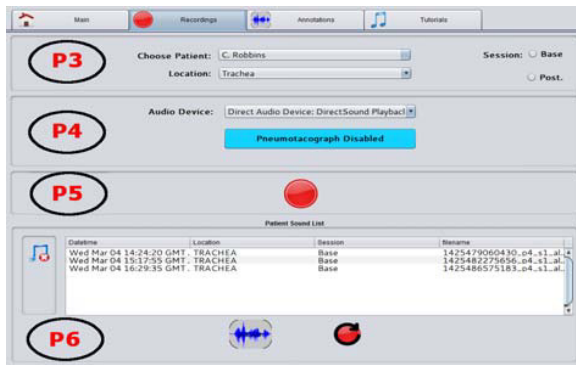 Main Recordings Annotations Tutorials
P3
Choose Patient: C. Robbins
Session: Base
Location: Trachea
Post.
P4
Audio Device: Direct Audio Device: DirectSound Playbacl
Pneumotacograph Disabled
P5
Patient Sound List
Datetime Location Session filename
Wed Mar 04 14:24:20 GMT . TRACHEA Base 1425479060430_p4_s1_al..
Wed Mar 04 15:17:55 GMT . TRACHEA Base 1425482275656_p4_s1_al..
Wed Mar 04 16:29:35 GMT . TRACHEA Base 1425486575183_p4_s1_al..
P6